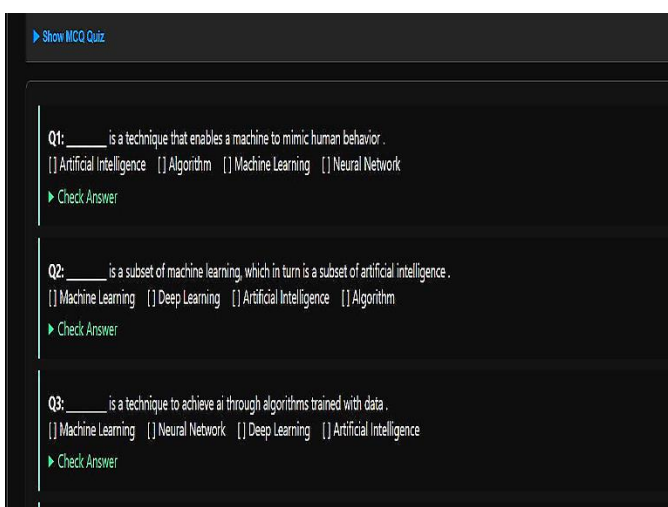 ▶ Show MCQ Quiz
Q1: _______ is a technique that enables a machine to mimic human behavior .
[ ] Artificial Intelligence [ ] Algorithm [ ] Machine Learning [ ] Neural Network
▶ Check Answer
Q2: _______ is a subset of machine learning, which in turn is a subset of artificial intelligence .
[ ] Machine Learning [ ] Deep Learning [ ] Artificial Intelligence [ ] Algorithm
▶ Check Answer
Q3: _______ is a technique to achieve ai through algorithms trained with data .
[ ] Machine Learning [ ] Neural Network [ ] Deep Learning [ ] Artificial Intelligence
▶ Check Answer